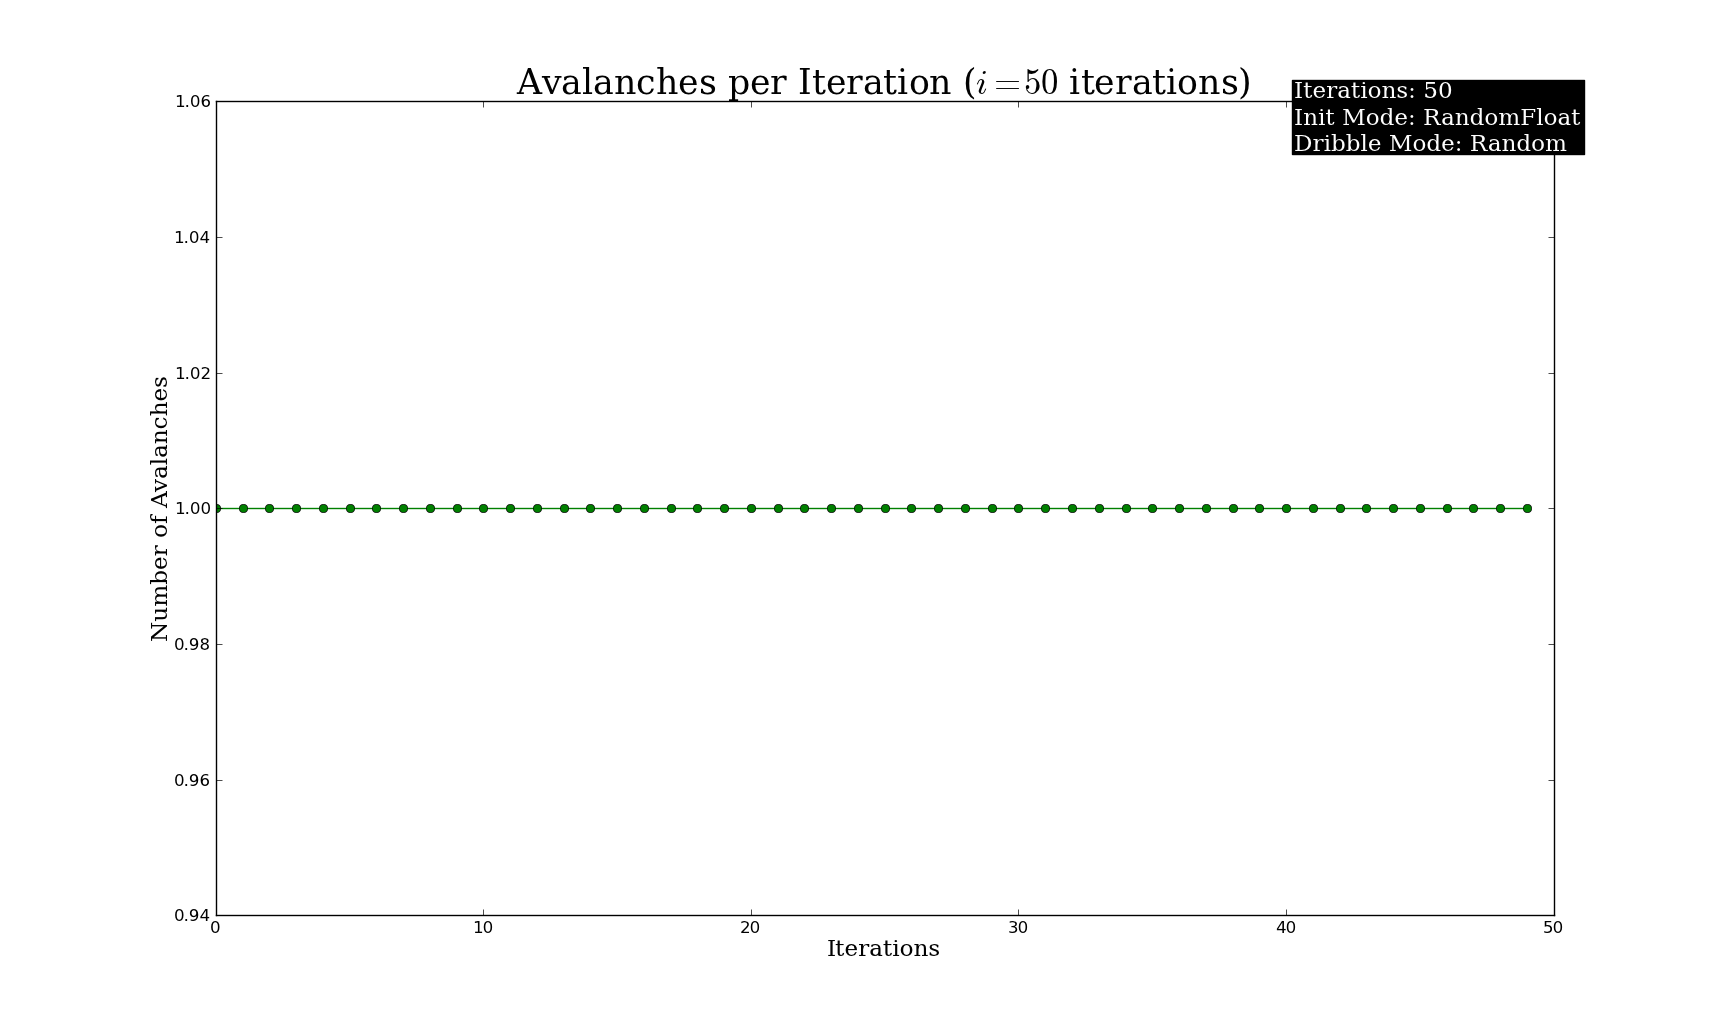 Avalanches per Iteration (i = 50 iterations)
Iterations: 50
Init Mode: RandomFloat
Dribble Mode: Random
1.06
1.04
1.02
1.00
0.98
0.96
0.94
Number of Avalanches
0 10 20 30 40 50
Iterations